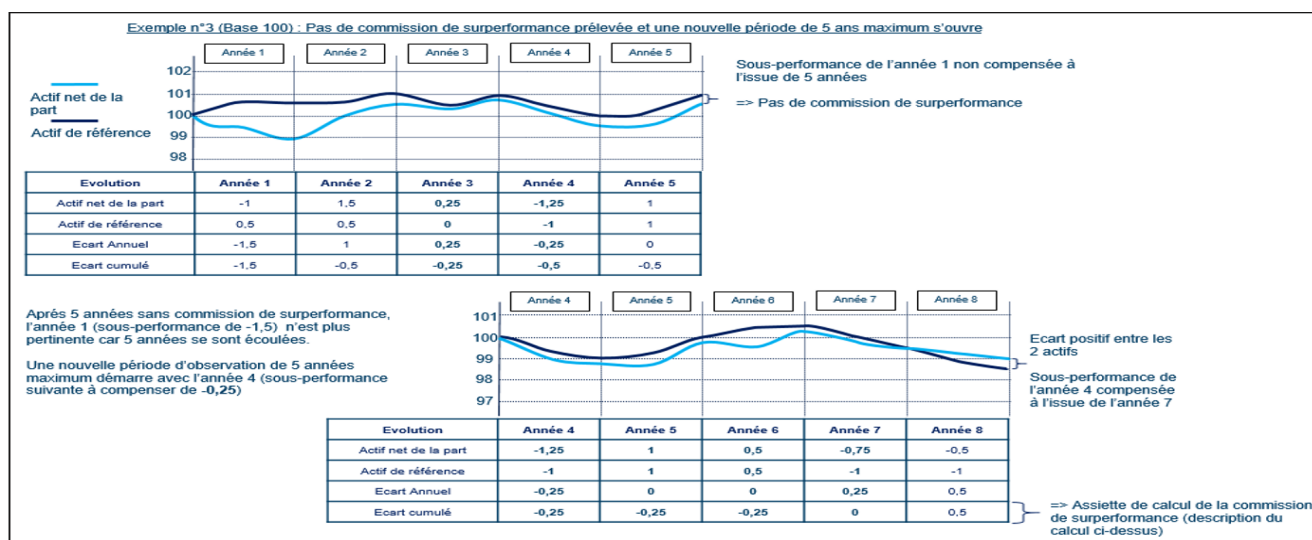 Exemple n°3 (Base 100) : Pas de commission de surperformance prélevée et une nouvelle période de 5 ans maximum s'ouvre
Année 1 Année 2 Année 3 Année 4 Année 5
102
101
100
99
98
Actif net de la
part
Actif de référence
Sous-performance de l'année 1 non compensée à
l'issue de 5 années
=> Pas de commission de surperformance
Evolution Année 1 Année 2 Année 3 Année 4 Année 5
Actif net de la part -1 1,5 0,25 -1,25 1
Actif de référence 0,5 0,5 0 -1 1
Ecart Annuel -1,5 1 0,25 -0,25 0
Ecart cumulé -1,5 -0,5 -0,25 -0,5 -0,5
Aprés 5 années sans commission de surperformance,
l'année 1 (sous-performance de -1,5) n'est plus
pertinente car 5 années se sont écoulées.
Une nouvelle période d'observation de 5 années
maximum démarre avec l'année 4 (sous-performance
suivante à compenser de -0,25)
Année 4 Année 5 Année 6 Année 7 Année 8
101
100
99
98
97
Ecart positif entre les
2 actifs
Sous-performance de
l'année 4 compensée
à l'issue de l'année 7
Evolution Année 4 Année 5 Année 6 Année 7 Année 8
Actif net de la part -1,25 1 0,5 -0,75 -0,5
Actif de référence -1 1 0,5 -1 -1
Ecart Annuel -0,25 0 0 0,25 0,5
Ecart cumulé -0,25 -0,25 -0,25 0 0,5
=> Assiette de calcul de la commission
de surperformance (description du
calcul ci-dessus)